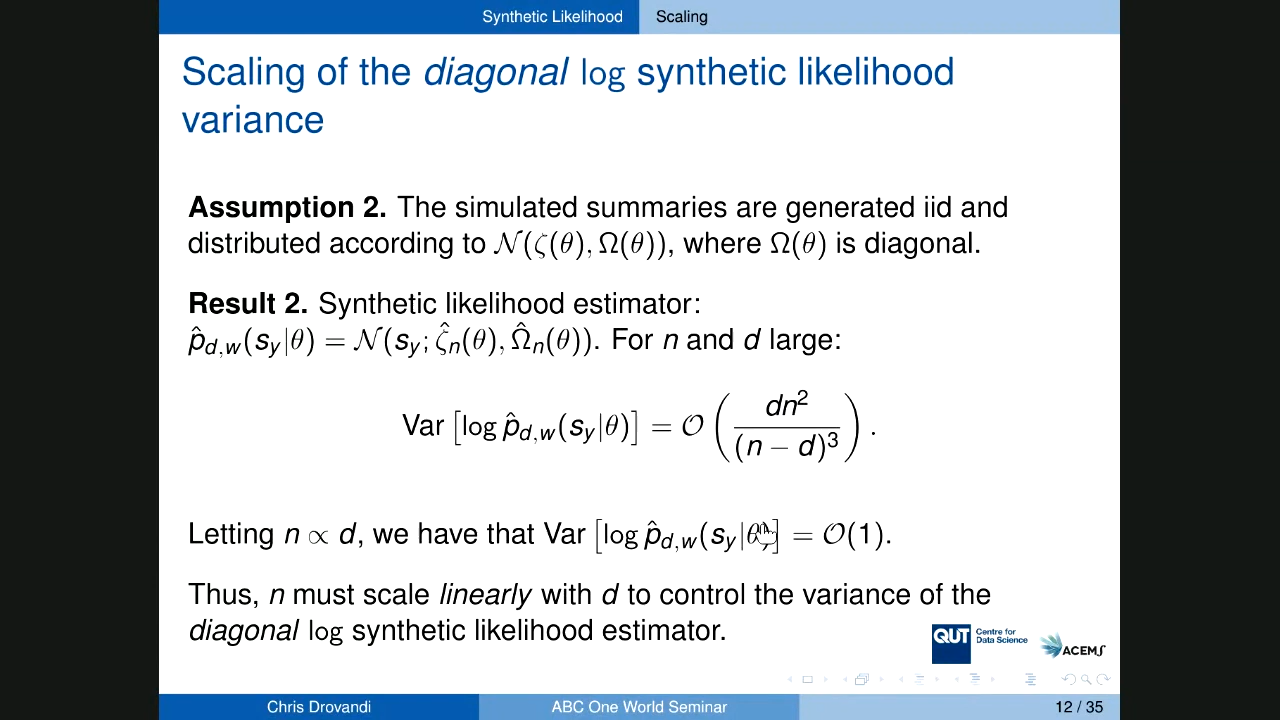 Synthetic Likelihood Scaling
Scaling of the diagonal log synthetic likelihood
variance
Assumption 2. The simulated summaries are generated iid and
distributed according to 𝒩(ζ(θ), Ω(θ)), where Ω(θ) is diagonal.
Result 2. Synthetic likelihood estimator:
p̂_{d,w}(s_y|θ) = 𝒩(s_y; ζ̂_n(θ), Ω̂_n(θ)). For n and d large:
Var [log p̂_{d,w}(s_y|θ)] = 𝒪(dn²/(n − d)³).
Letting n ∝ d, we have that Var [log p̂_{d,w}(s_y|θ)] = 𝒪(1).
Thus, n must scale linearly with d to control the variance of the
diagonal log synthetic likelihood estimator.
QUT Centre for
Data Science
ACEMS
Chris Drovandi ABC One World Seminar 12 / 35